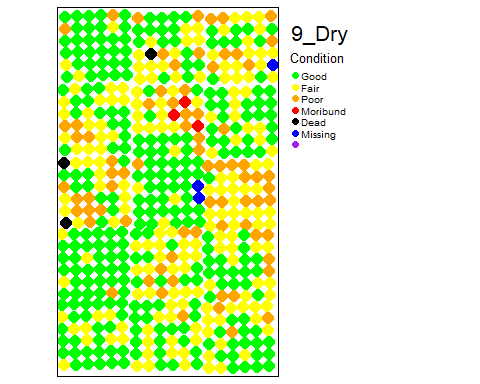 9_Dry
Condition
Good
Fair
Poor
Moribund
Dead
Missing